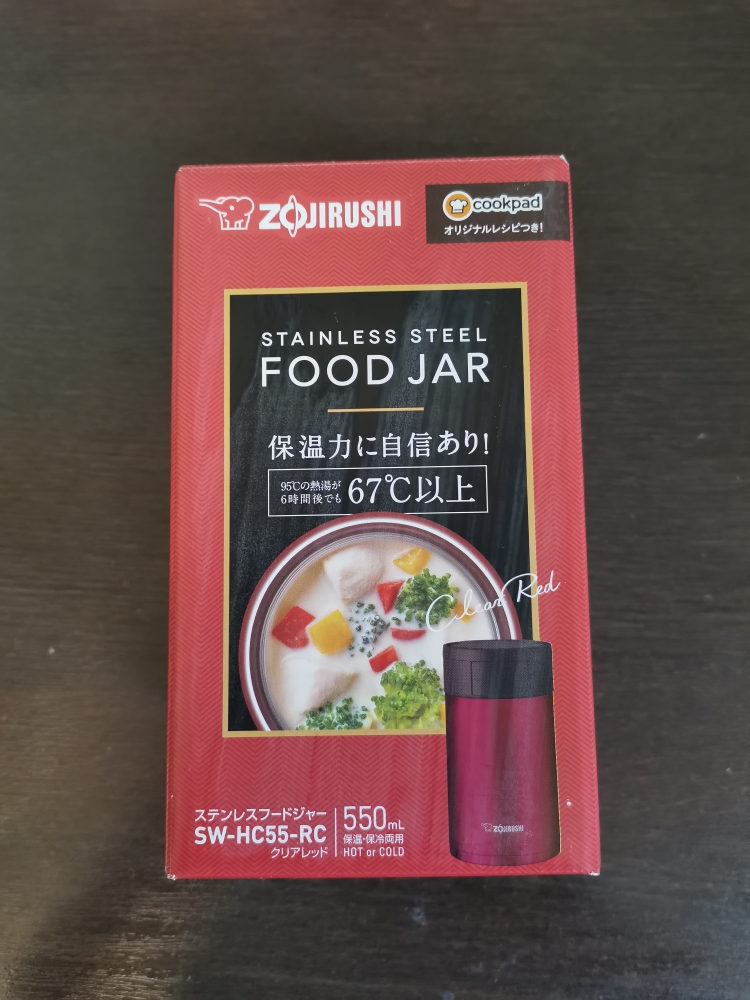 ZOJIRUSHI
cookpad
オリジナルレシピつき!
STAINLESS STEEL
FOOD JAR
保温力に自信あり!
95℃の熱湯が
6時間後でも
67℃以上
Clear Red
ZOJIRUSHI
ステンレスフードジャー
SW-HC55-RC
クリアレッド
550mL
保温・保冷両用
HOT or COLD